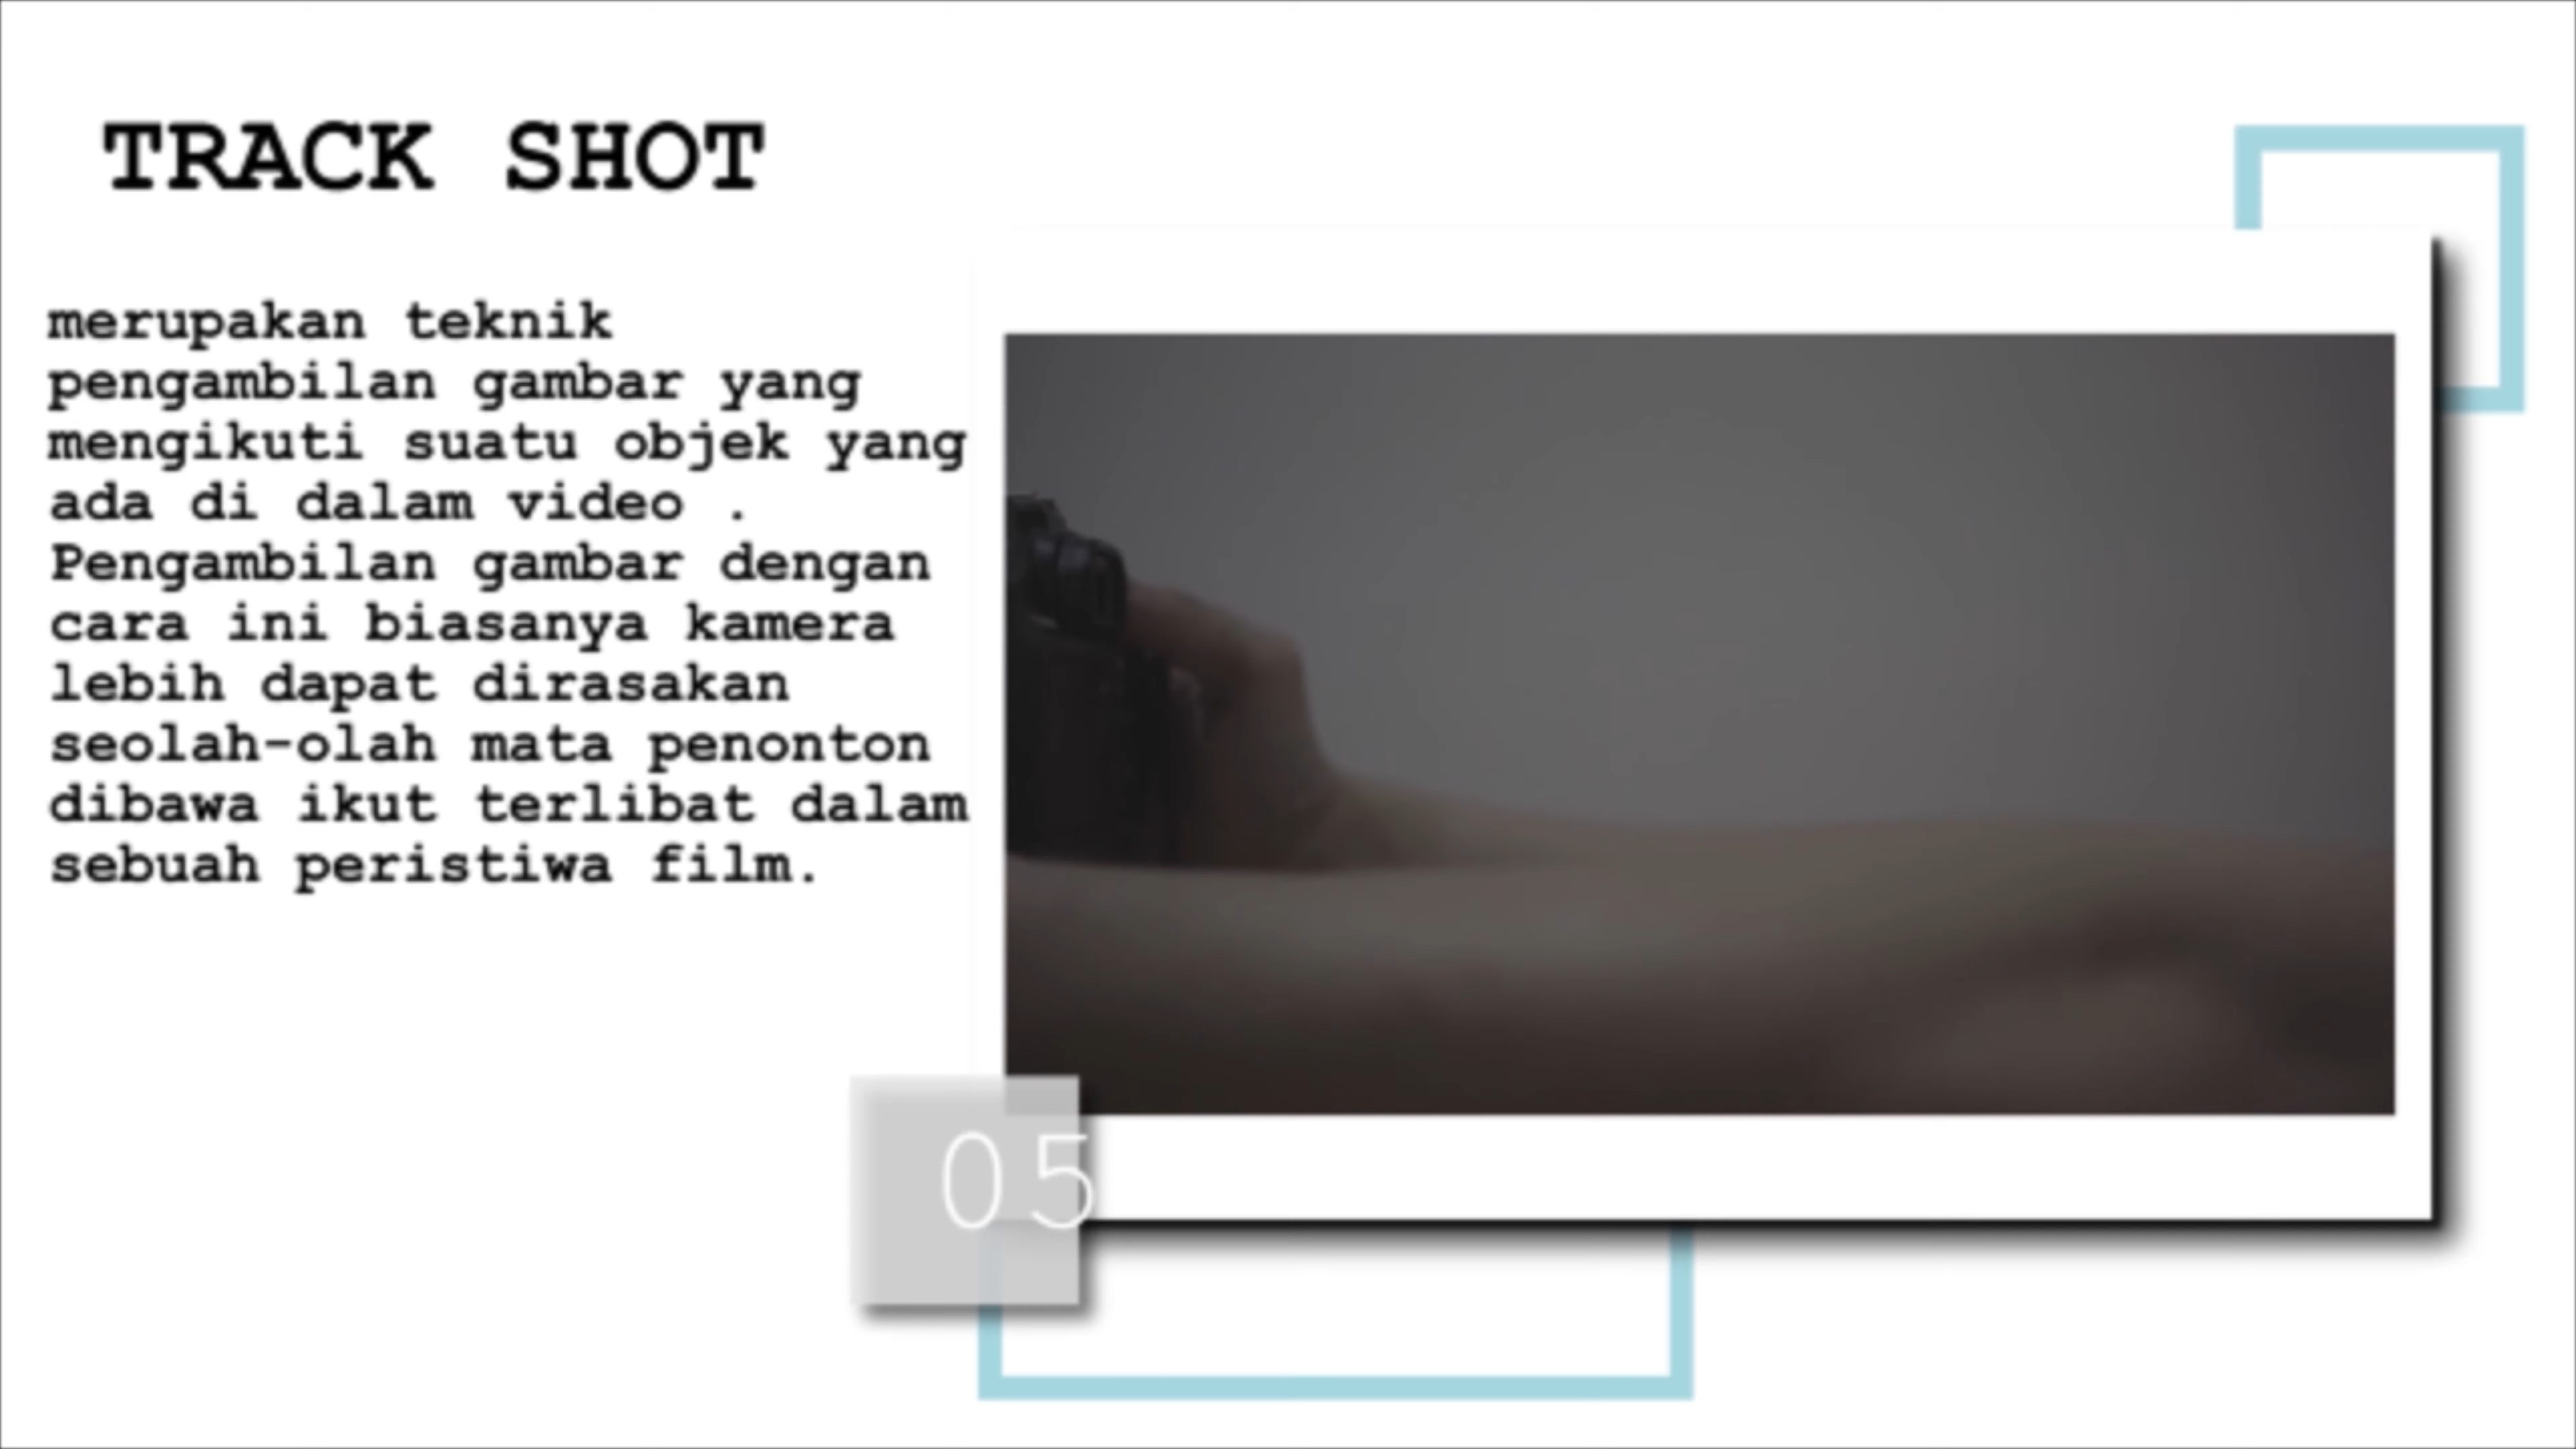 TRACK SHOT
merupakan teknik
pengambilan gambar yang
mengikuti suatu objek yang
ada di dalam video .
Pengambilan gambar dengan
cara ini biasanya kamera
lebih dapat dirasakan
seolah-olah mata penonton
dibawa ikut terlibat dalam
sebuah peristiwa film.
05